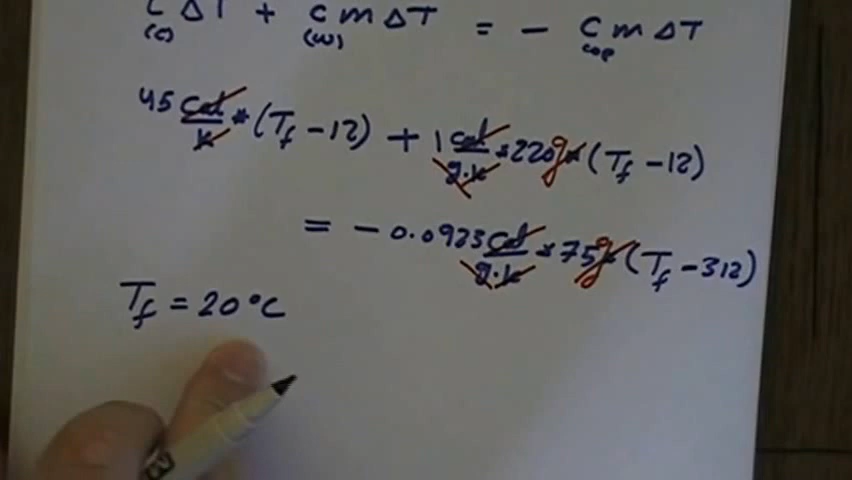 C ΔT + C m ΔT = - C m ΔT
(c) (w) cop
45 cal/K * (Tf - 12) + 1 cal/g.K * 220g * (Tf - 12)
= - 0.0923 cal/g.K * 75g * (Tf - 312)
Tf = 20°C